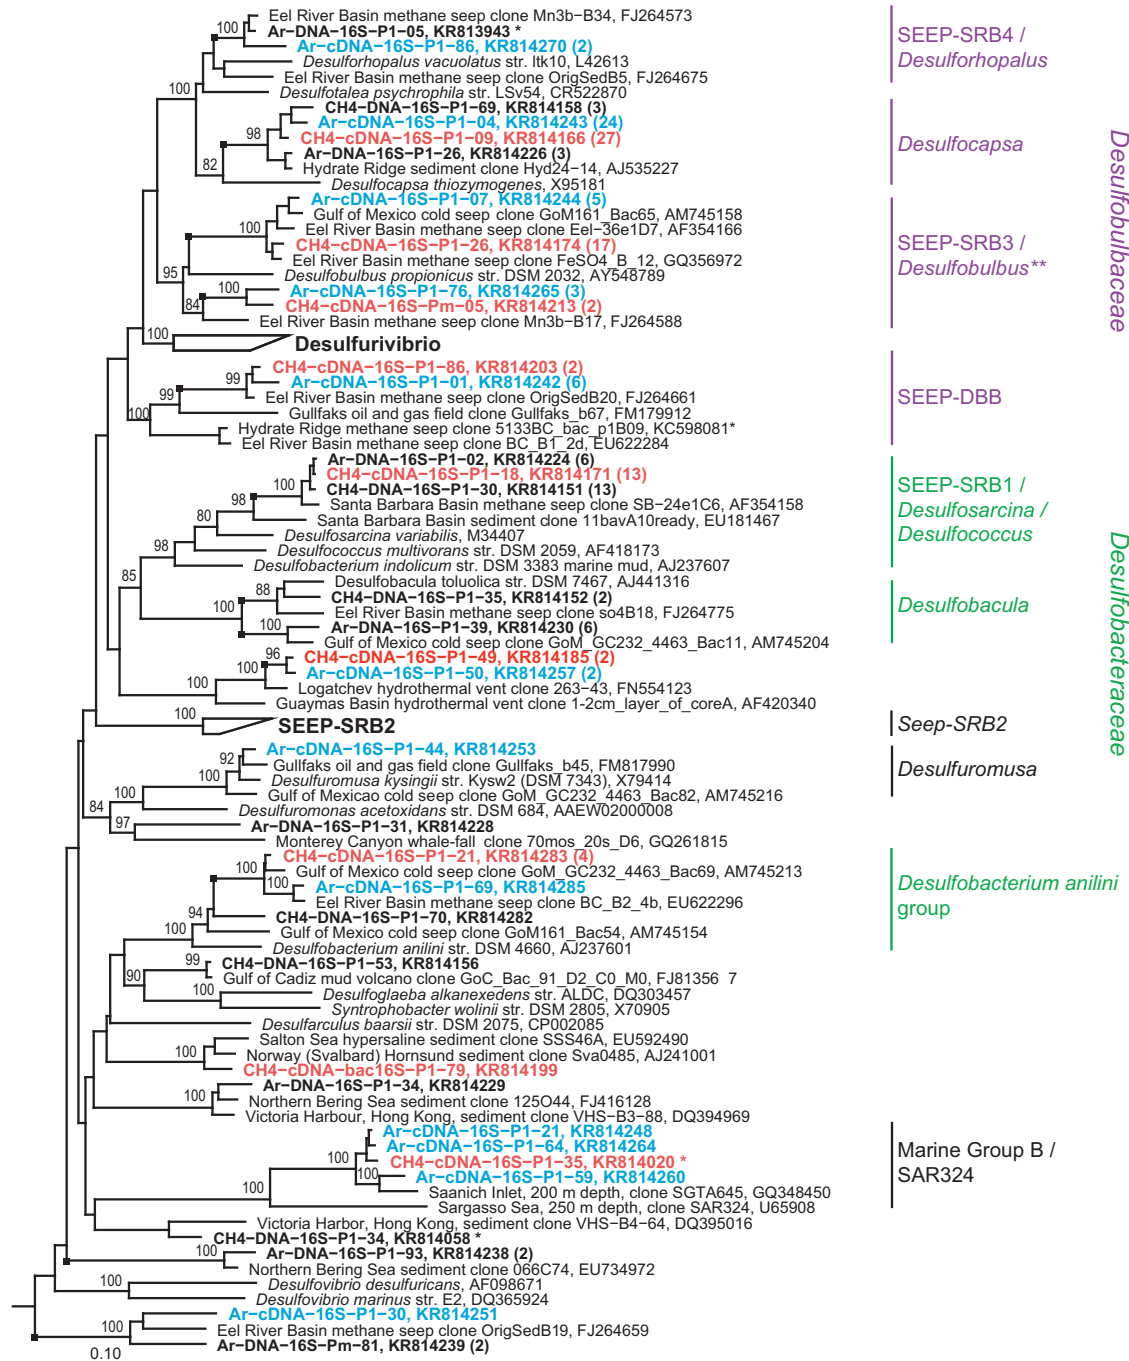 Eel River Basin methane seep clone Mn3b−B34, FJ264573
100
Ar−DNA−16S−P1−05, KR813943 *
Ar−cDNA−16S−P1−86, KR814270 (2)
Desulforhopalus vacuolatus str. ltk10, L42613
Eel River Basin methane seep clone OrigSedB5, FJ264675
100
Desulfotalea psychrophila str. LSv54, CR522870
SEEP-SRB4 /
Desulforhopalus
CH4−DNA−16S−P1−69, KR814158 (3)
Ar−cDNA−16S−P1−04, KR814243 (24)
98
CH4−cDNA−16S−P1−09, KR814166 (27)
Ar−DNA−16S−P1−26, KR814226 (3)
82
Hydrate Ridge sediment clone Hyd24−14, AJ535227
Desulfocapsa thiozymogenes, X95181
Desulfocapsa
Ar−cDNA−16S−P1−07, KR814244 (5)
Gulf of Mexico cold seep clone GoM161_Bac65, AM745158
100
Eel River Basin methane seep clone Eel−36e1D7, AF354166
CH4−cDNA−16S−P1−26, KR814174 (17)
Eel River Basin methane seep clone FeSO4_B_12, GQ356972
95
Desulfobulbus propionicus str. DSM 2032, AY548789
Ar−cDNA−16S−P1−76, KR814265 (3)
84
CH4−cDNA−16S−Pm−05, KR814213 (2)
Eel River Basin methane seep clone Mn3b−B17, FJ264588
SEEP-SRB3 /
Desulfobulbus**
Desulfobulbaceae
100
Desulfurivibrio
CH4−cDNA−16S−P1−86, KR814203 (2)
99
Ar−cDNA−16S−P1−01, KR814242 (6)
99
Eel River Basin methane seep clone OrigSedB20, FJ264661
100
Gullfaks oil and gas field clone Gullfaks_b67, FM179912
Hydrate Ridge methane seep clone 5133BC_bac_p1B09, KC598081*
Eel River Basin methane seep clone BC_B1_2d, EU622284
SEEP-DBB
Ar−DNA−16S−P1−02, KR814224 (6)
CH4−cDNA−16S−P1−18, KR814171 (13)
100
CH4−DNA−16S−P1−30, KR814151 (13)
98
Santa Barbara Basin methane seep clone SB−24e1C6, AF354158
80
Santa Barbara Basin sediment clone 11bavA10ready, EU181467
Desulfosarcina variabilis, M34407
98
Desulfococcus multivorans str. DSM 2059, AF418173
Desulfobacterium indolicum str. DSM 3383 marine mud, AJ237607
SEEP-SRB1 /
Desulfosarcina /
Desulfococcus
85
Desulfobacula toluolica str. DSM 7467, AJ441316
88
CH4−DNA−16S−P1−35, KR814152 (2)
100
Eel River Basin methane seep clone so4B18, FJ264775
Ar−DNA−16S−P1−39, KR814230 (6)
100
Gulf of Mexico cold seep clone GoM_GC232_4463_Bac11, AM745204
Desulfobacula
96
CH4−cDNA−16S−P1−49, KR814185 (2)
Ar−cDNA−16S−P1−50, KR814257 (2)
100
Logatchev hydrothermal vent clone 263−43, FN554123
Guaymas Basin hydrothermal vent clone 1-2cm_layer_of_coreA, AF420340
Desulfobacteraceae
100
SEEP−SRB2
Seep-SRB2
Ar−cDNA−16S−P1−44, KR814253
92
Gullfaks oil and gas field clone Gullfaks_b45, FM817990
100
Desulfuromusa kysingii str. Kysw2 (DSM 7343), X79414
100
Gulf of Mexicao cold seep clone GoM_GC232_4463_Bac82, AM745216
84
Desulfuromonas acetoxidans str. DSM 684, AAEW02000008
97
Ar−DNA−16S−P1−31, KR814228
Monterey Canyon whale-fall clone 70mos_20s_D6, GQ261815
Desulfuromusa
CH4−cDNA−16S−P1−21, KR814283 (4)
100
Gulf of Mexico cold seep clone GoM_GC232_4463_Bac69, AM745213
100
Ar−cDNA−16S−P1−69, KR814285
Eel River Basin methane seep clone BC_B2_4b, EU622296
94
CH4−DNA−16S−P1−70, KR814282
100
Gulf of Mexico cold seep clone GoM161_Bac54, AM745154
Desulfobacterium anilini str. DSM 4660, AJ237601
Desulfobacterium anilini
group
99
CH4−DNA−16S−P1−53, KR814156
90
Gulf of Cadiz mud volcano clone GoC_Bac_91_D2_C0_M0, FJ81356 7
100
Desulfoglaeba alkanexedens str. ALDC, DQ303457
Syntrophobacter wolinii str. DSM 2805, X70905
Desulfarculus baarsii str. DSM 2075, CP002085
Salton Sea hypersaline sediment clone SSS46A, EU592490
100
Norway (Svalbard) Hornsund sediment clone Sva0485, AJ241001
CH4−cDNA−bac16S−P1−79, KR814199
Ar−DNA−16S−P1−34, KR814229
100
Northern Bering Sea sediment clone 125O44, FJ416128
Victoria Harbour, Hong Kong, sediment clone VHS−B3−88, DQ394969
Ar−cDNA−16S−P1−21, KR814248
Ar−cDNA−16S−P1−64, KR814264
100
CH4−cDNA−16S−P1−35, KR814020 *
100
Ar−cDNA−16S−P1−59, KR814260
100
Saanich Inlet, 200 m depth, clone SGTA645, GQ348450
Sargasso Sea, 250 m depth, clone SAR324, U65908
Marine Group B /
SAR324
Victoria Harbor, Hong Kong, sediment clone VHS−B4−64, DQ395016
CH4−DNA−16S−P1−34, KR814058 *
100
Ar−DNA−16S−P1−93, KR814238 (2)
Northern Bering Sea sediment clone 066C74, EU734972
100
Desulfovibrio desulfuricans, AF098671
Desulfovibrio marinus str. E2, DQ365924
Ar−cDNA−16S−P1−30, KR814251
100
Eel River Basin methane seep clone OrigSedB19, FJ264659
Ar−DNA−16S−Pm−81, KR814239 (2)
0.10